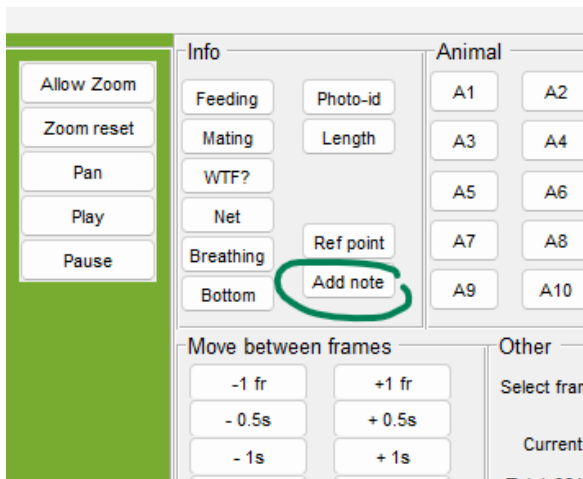 Allow Zoom
Zoom reset
Pan
Play
Pause
Info
Feeding Photo-id
Mating Length
WTF?
Net
Breathing Ref point
Bottom Add note
Animal
A1 A2
A3 A4
A5 A6
A7 A8
A9 A10
Move between frames
-1 fr +1 fr
- 0.5s + 0.5s
- 1s + 1s
Other
Select fra
Current